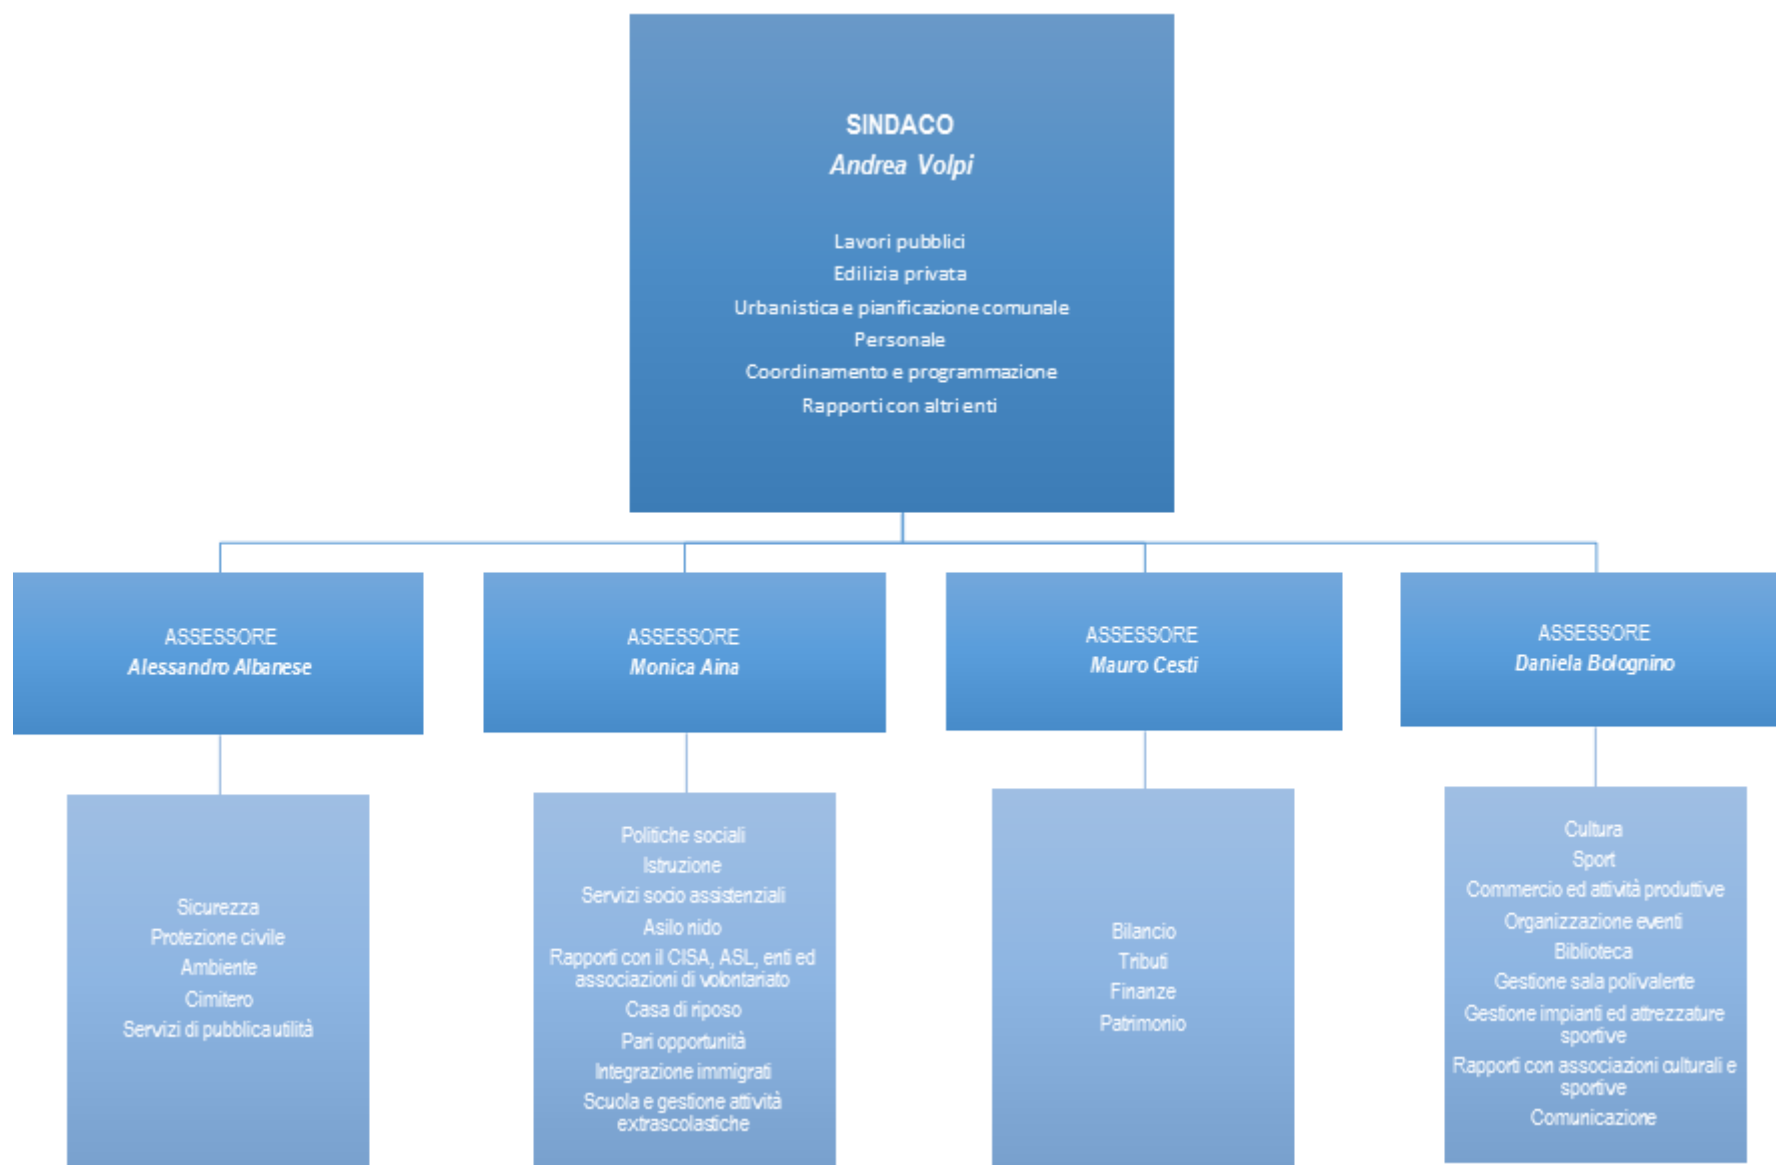 SINDACO
Andrea Volpi
Lavori pubblici
Edilizia privata
Urbanistica e pianificazione comunale
Personale
Coordinamento e programmazione
Rapporti con altri enti
ASSESSORE
Alessandro Albanese
ASSESSORE
Monica Aina
ASSESSORE
Mauro Cesti
ASSESSORE
Daniela Bolognino
Sicurezza
Protezione civile
Ambiente
Cimitero
Servizi di pubblica utilità
Politiche sociali
Istruzione
Servizi socio assistenziali
Asilo nido
Rapporti con il CISA, ASL, enti ed
associazioni di volontariato
Casa di riposo
Pari opportunità
Integrazione immigrati
Scuola e gestione attività
extrascolastiche
Bilancio
Tributi
Finanze
Patrimonio
Cultura
Sport
Commercio ed attività produttive
Organizzazione eventi
Biblioteca
Gestione sala polivalente
Gestione impianti ed attrezzature
sportive
Rapporti con associazioni culturali e
sportive
Comunicazione